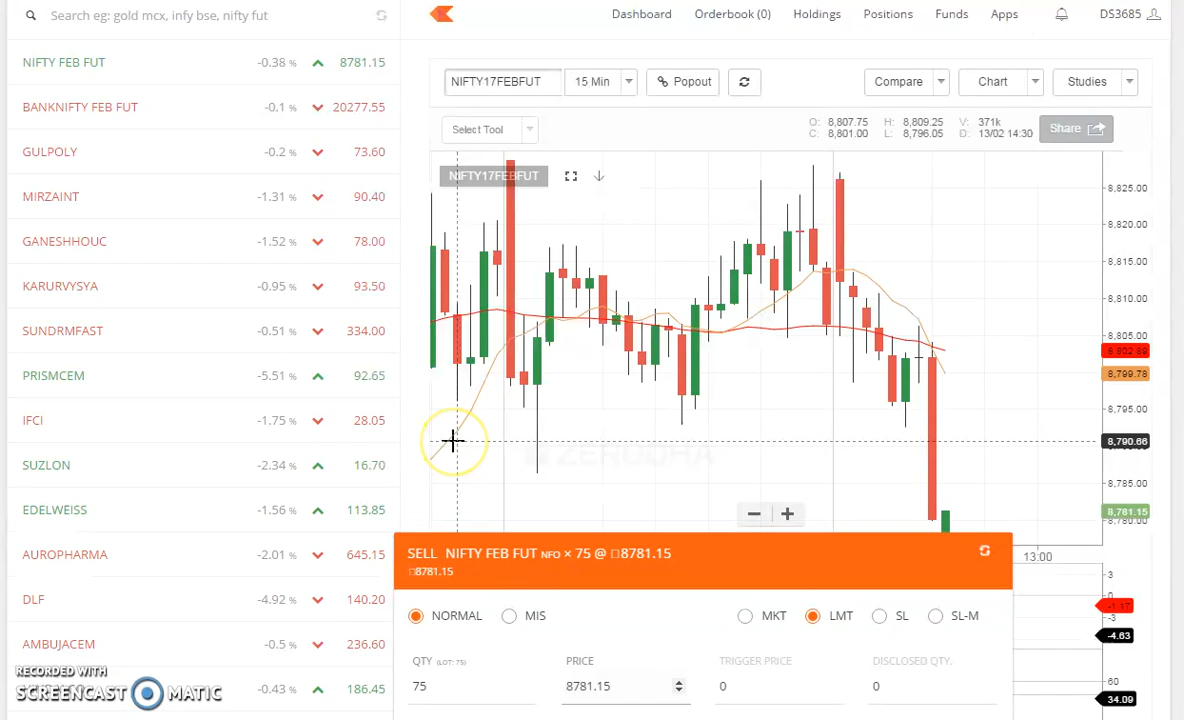 Search eg: gold mcx, infy bse, nifty fut
Dashboard Orderbook (0) Holdings Positions Funds Apps DS3685
NIFTY FEB FUT -0.38 % 8781.15
BANKNIFTY FEB FUT -0.1 % 20277.55
GULPOLY -0.2 % 73.60
MIRZAINT -1.31 % 90.40
GANESHHOUC -1.52 % 78.00
KARURVYSYA -0.95 % 93.50
SUNDRMFAST -0.51 % 334.00
PRISMCEM -5.51 % 92.65
IFCI -1.75 % 28.05
SUZLON -2.34 % 16.70
EDELWEISS -1.56 % 113.85
AUROPHARMA -2.01 % 645.15
DLF -4.92 % 140.20
AMBUJACEM -0.5 % 236.60
-0.43 % 186.45
RECORDED WITH
SCREENCAST MATIC
NIFTY17FEBFUT 15 Min Popout Compare Chart Studies
Select Tool
O: 8,807.75 H: 8,809.25 V: 371k
C: 8,801.00 L: 8,796.05 D: 13/02 14:30
Share
NIFTY17FEBFUT
8,825.00
8,820.00
8,815.00
8,810.00
8,805.00
8,802.89
8,799.78
8,795.00
8,790.66
8,785.00
8,781.15
8,780.00
ZERODHA
13:00
3
0
-1.17
-3
-4.63
60
34.09
SELL NIFTY FEB FUT NFO × 75 @ □8781.15
□8781.15
NORMAL MIS MKT LMT SL SL-M
QTY (LOT: 75) PRICE TRIGGER PRICE DISCLOSED QTY.
75 8781.15 0 0